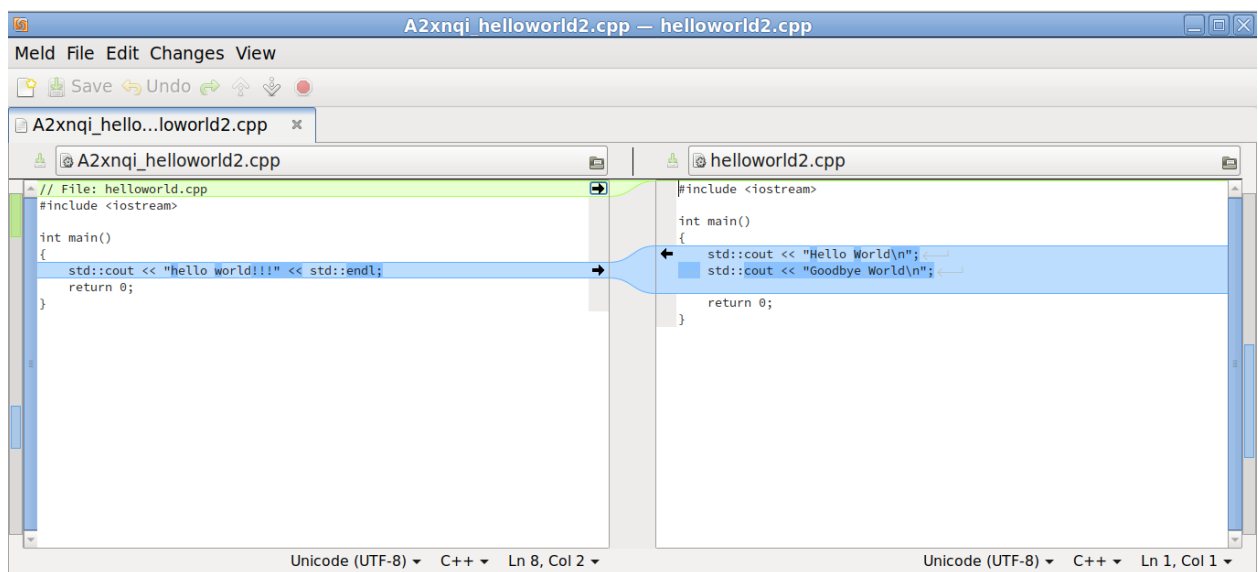 A2xnqi_helloworld2.cpp — helloworld2.cpp
Meld File Edit Changes View
Save Undo
A2xnqi_hello...loworld2.cpp
A2xnqi_helloworld2.cpp
helloworld2.cpp
// File: helloworld.cpp
#include <iostream>
int main()
{
std::cout << "hello world!!!" << std::endl;
return 0;
}
#include <iostream>
int main()
{
std::cout << "Hello World\n";
std::cout << "Goodbye World\n";
return 0;
}
Unicode (UTF-8) C++ Ln 8, Col 2
Unicode (UTF-8) C++ Ln 1, Col 1